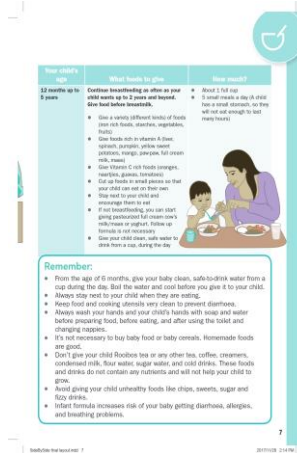 Your child's
age
What foods to give
How much?
12 months up to
5 years
Continue breastfeeding as often as your
child wants up to 2 years and beyond.
Give food before breastmilk.
• Give a variety (different kinds) of foods
(iron rich foods, starches, vegetables,
fruits)
• Give foods rich in vitamin A (liver,
spinach, pumpkin, yellow sweet
potatoes, mango, pawpaw, full cream
milk, maas)
• Give Vitamin C rich foods (oranges,
naartjies, guavas, tomatoes)
• Cut up foods in small pieces so that
your child can eat on their own
• Stay next to your child and
encourage them to eat
• If not breastfeeding, you can start
giving pasteurized full cream cow's
milk/maas or yoghurt. Follow up
formula is not necessary
• Give your child clean, safe water to
drink from a cup, during the day
• About 1 full cup
• 5 small meals a day (A child
has a small stomach, so they
will not eat enough to last
many hours)
Remember:
• From the age of 6 months, give your baby clean, safe-to-drink water from a
cup during the day. Boil the water and cool before you give it to your child.
• Always stay next to your child when they are eating.
• Keep food and cooking utensils very clean to prevent diarrhoea.
• Always wash your hands and your child's hands with soap and water
before preparing food, before eating, and after using the toilet and
changing nappies.
• It's not necessary to buy baby food or baby cereals. Homemade foods
are good.
• Don't give your child Rooibos tea or any other tea, coffee, creamers,
condensed milk, flour water, sugar water, and cold drinks. These foods
and drinks do not contain any nutrients and will not help your child to
grow.
• Avoid giving your child unhealthy foods like chips, sweets, sugar and
fizzy drinks.
• Infant formula increases risk of your baby getting diarrhoea, allergies,
and breathing problems.
7